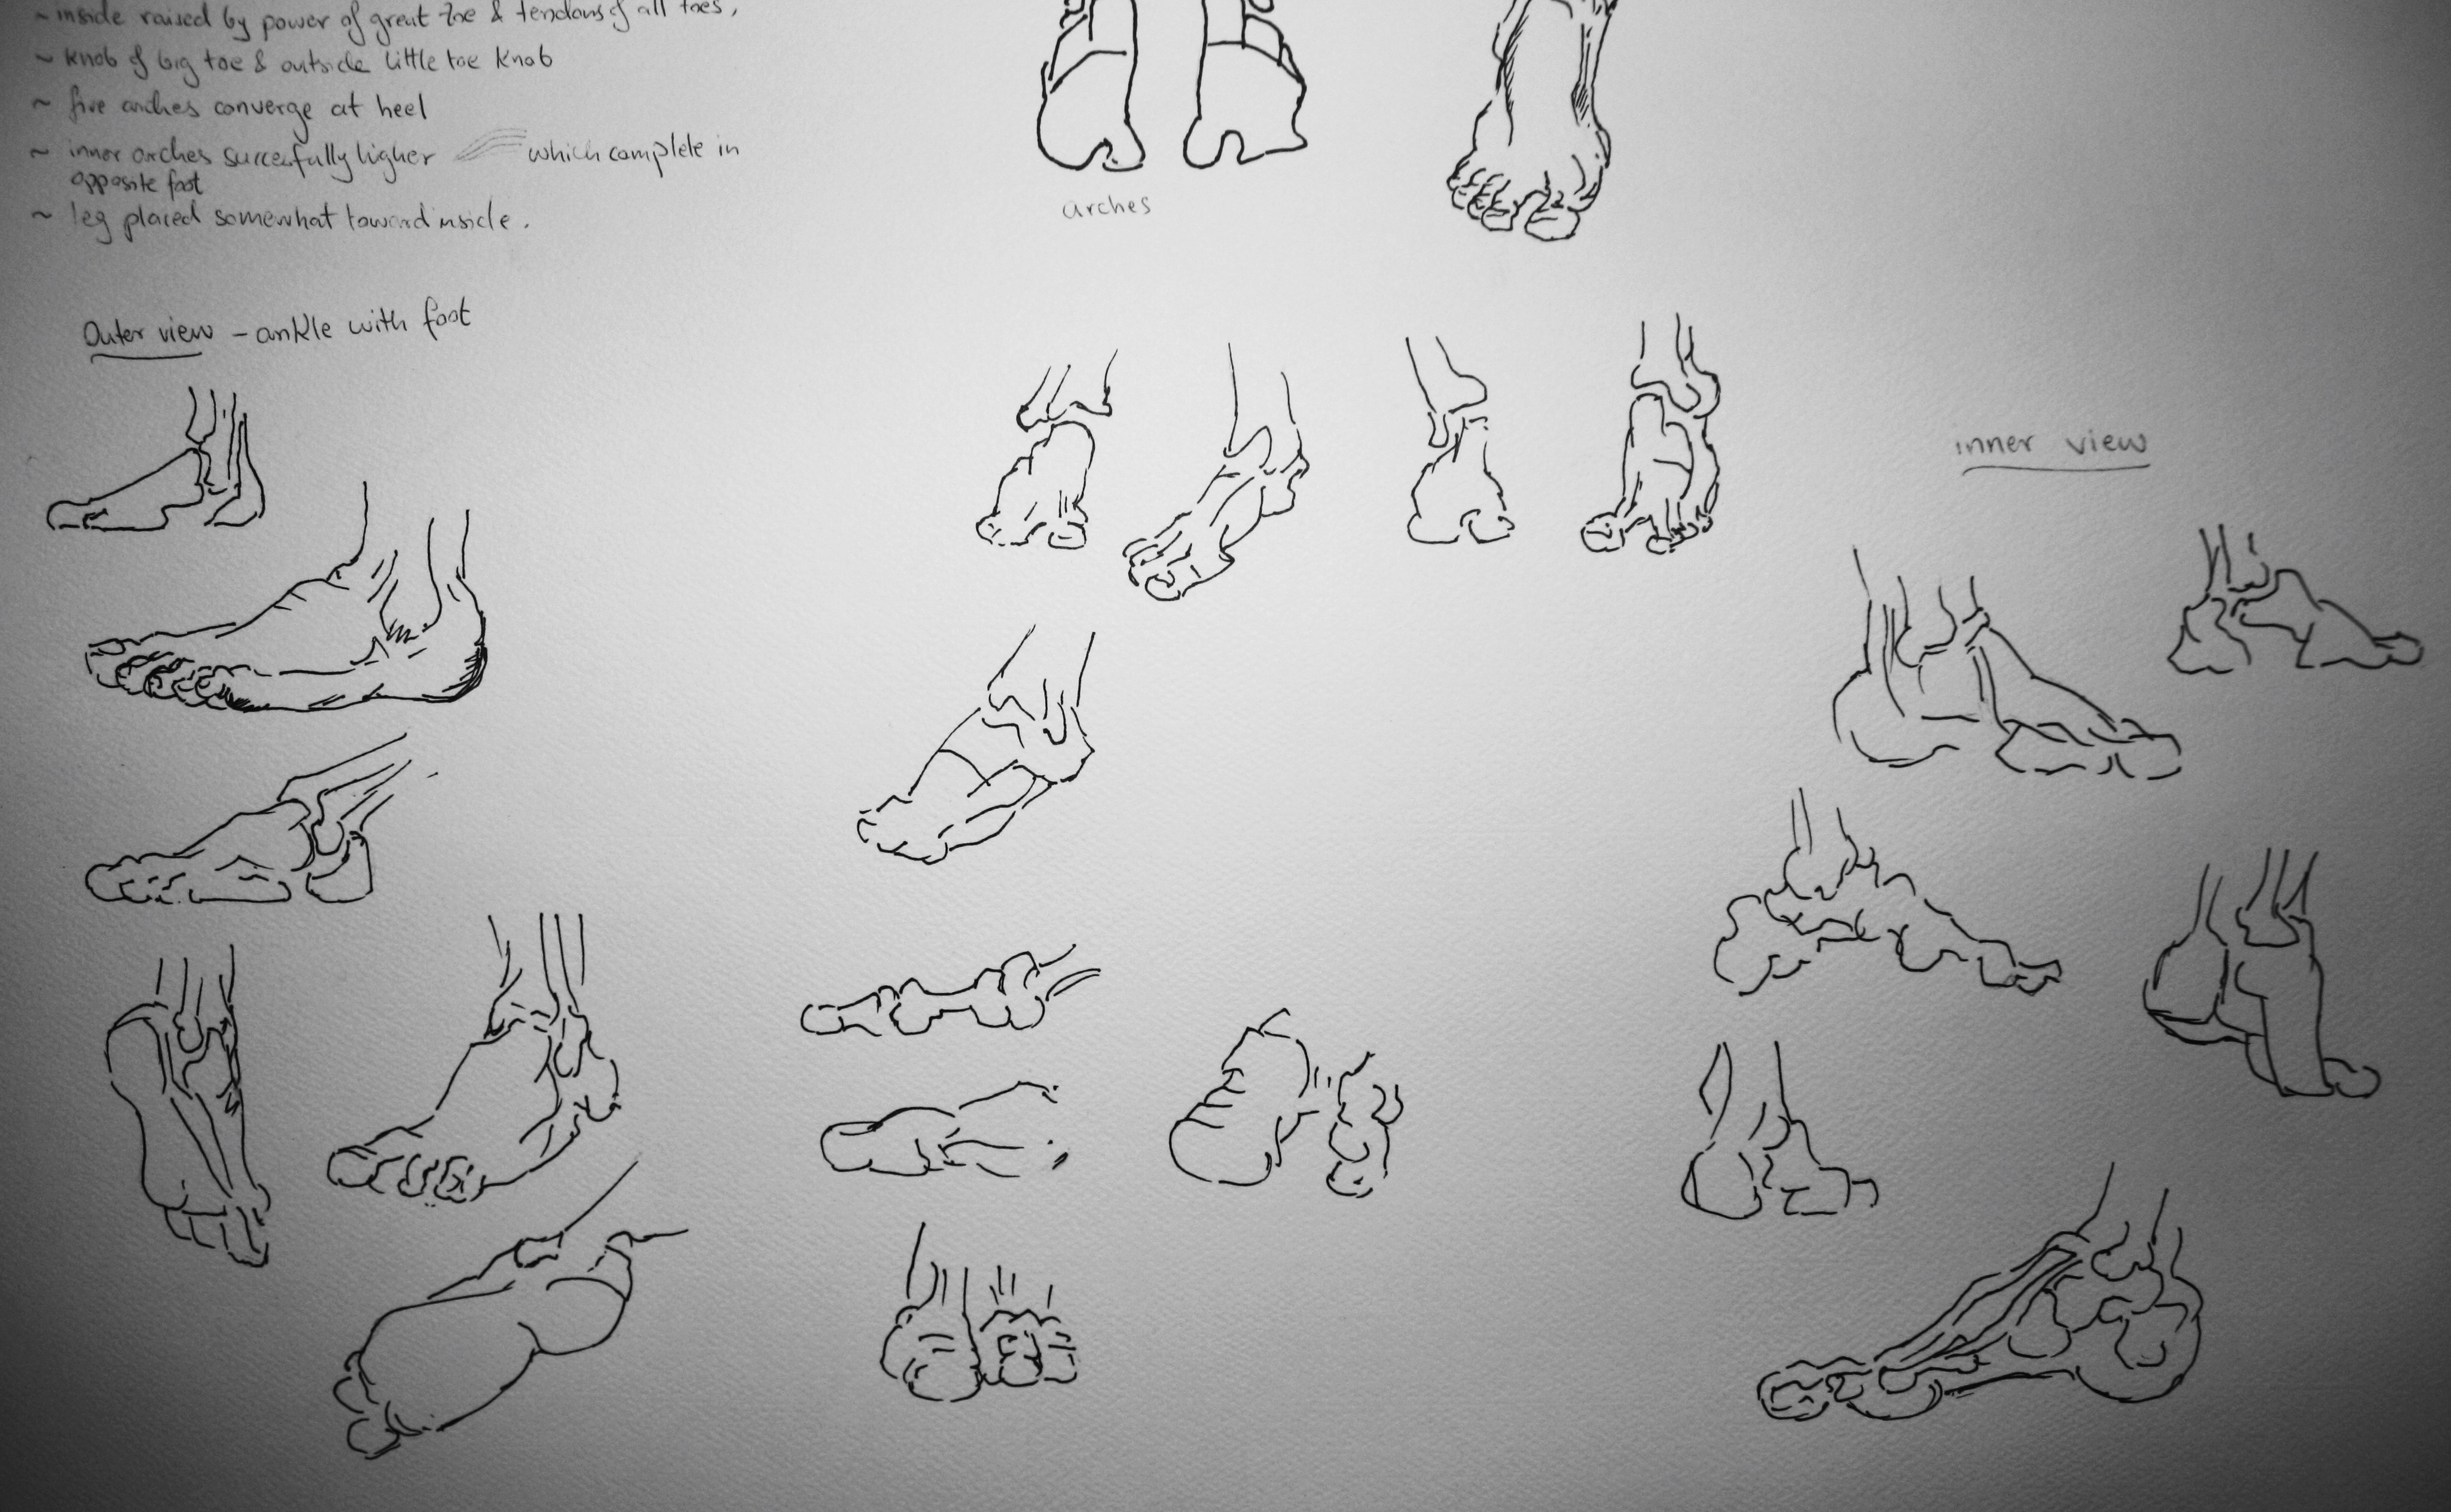 ~ inside raised by power of great toe & tendons of all toes,
~ knob of big toe & outside little toe knob
~ five arches converge at heel
~ inner arches succesfully higher which complete in
opposite foot
~ leg placed somewhat toward inside.
arches
Outer view - ankle with foot
inner view